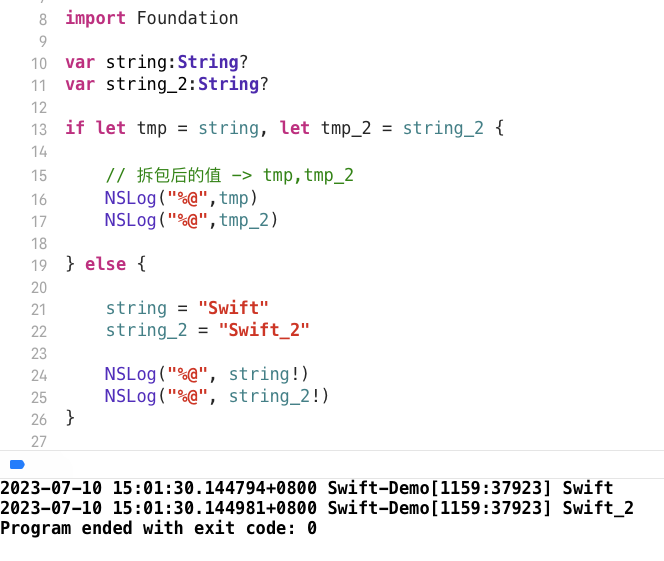 8 import Foundation
9
10 var string:String?
11 var string_2:String?
12
13 if let tmp = string, let tmp_2 = string_2 {
14
15     // 拆包后的值 -> tmp,tmp_2
16     NSLog("%@",tmp)
17     NSLog("%@",tmp_2)
18
19 } else {
20
21     string = "Swift"
22     string_2 = "Swift_2"
23
24     NSLog("%@", string!)
25     NSLog("%@", string_2!)
26 }
27
2023-07-10 15:01:30.144794+0800 Swift-Demo[1159:37923] Swift
2023-07-10 15:01:30.144981+0800 Swift-Demo[1159:37923] Swift_2
Program ended with exit code: 0